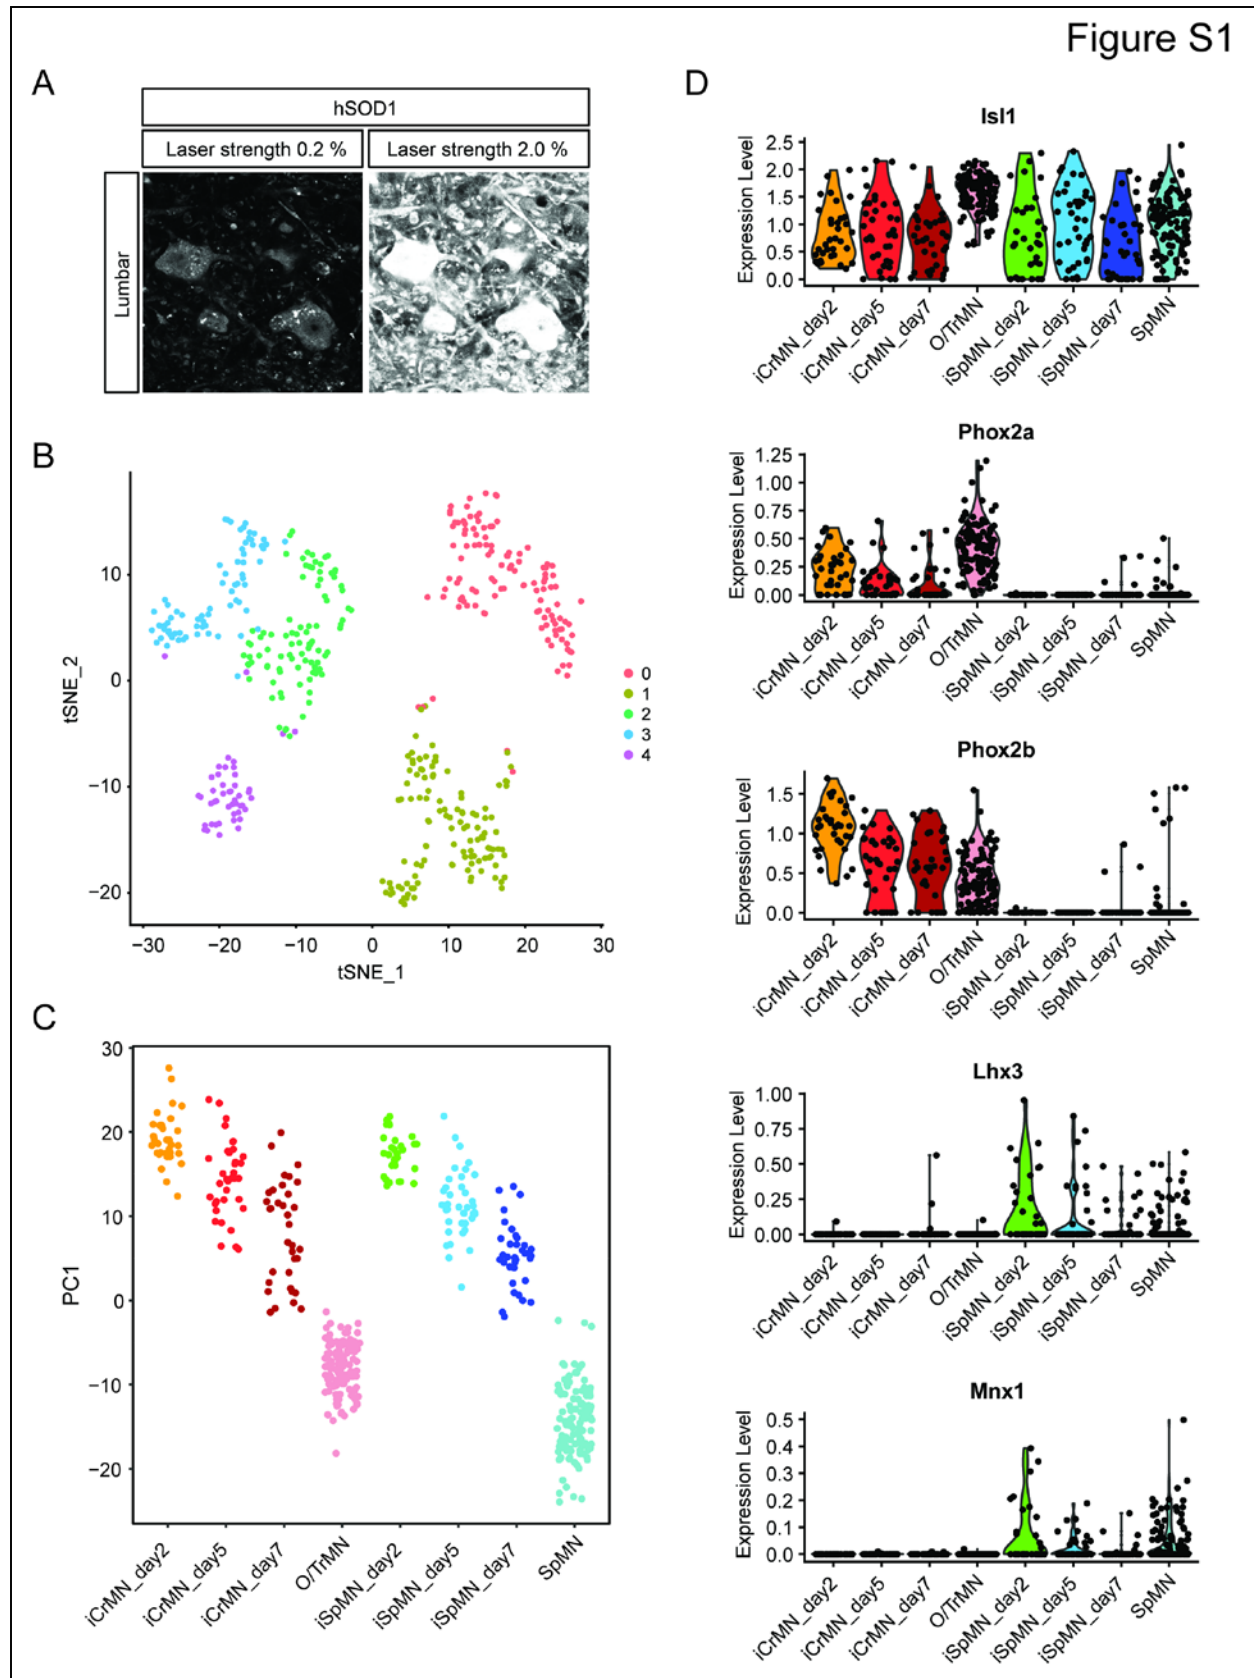 Figure S1
A
hSOD1
Laser strength 0.2 %
Laser strength 2.0 %
Lumbar
B
tSNE_2
10
0
−10
−20
−30
−20
−10
0
10
20
30
tSNE_1
0
1
2
3
4
C
PC1
30
20
10
0
−10
−20
iCrMN_day2
iCrMN_day5
iCrMN_day7
O/TrMN
iSpMN_day2
iSpMN_day5
iSpMN_day7
SpMN
D
Isl1
Expression Level
2.5
2.0
1.5
1.0
0.5
0.0
iCrMN_day2
iCrMN_day5
iCrMN_day7
O/TrMN
iSpMN_day2
iSpMN_day5
iSpMN_day7
SpMN
Phox2a
Expression Level
1.25
1.00
0.75
0.50
0.25
0.00
iCrMN_day2
iCrMN_day5
iCrMN_day7
O/TrMN
iSpMN_day2
iSpMN_day5
iSpMN_day7
SpMN
Phox2b
Expression Level
1.5
1.0
0.5
0.0
iCrMN_day2
iCrMN_day5
iCrMN_day7
O/TrMN
iSpMN_day2
iSpMN_day5
iSpMN_day7
SpMN
Lhx3
Expression Level
1.00
0.75
0.50
0.25
0.00
iCrMN_day2
iCrMN_day5
iCrMN_day7
O/TrMN
iSpMN_day2
iSpMN_day5
iSpMN_day7
SpMN
Mnx1
Expression Level
0.5
0.4
0.3
0.2
0.1
0.0
iCrMN_day2
iCrMN_day5
iCrMN_day7
O/TrMN
iSpMN_day2
iSpMN_day5
iSpMN_day7
SpMN